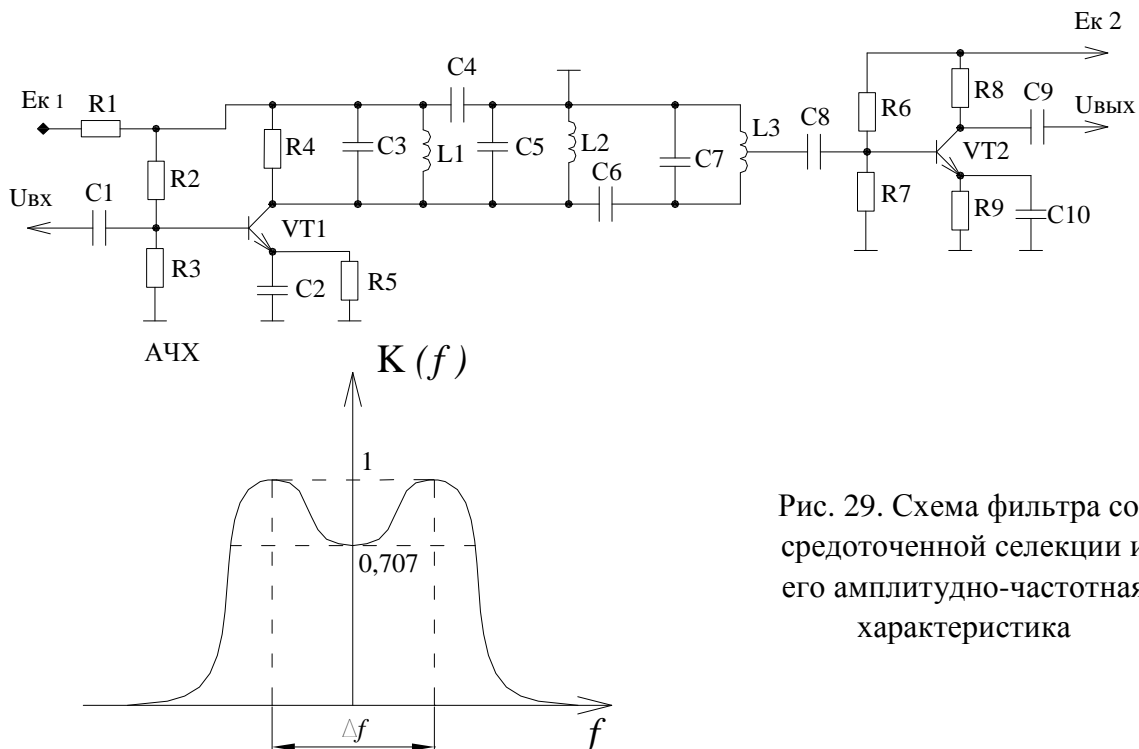 Ек 2
C4
R8
C9
Ек 1
R1
R6
Uвых
C8
L3
R4
C3
L1
C5
L2
C7
R2
C6
VT2
Uвх
C1
R7
R9
C10
VT1
R3
C2
R5
АЧХ
K (f)
1
0,707
Δf
f
Рис. 29. Схема фильтра со
средоточенной селекции и
его амплитудно-частотная
характеристика